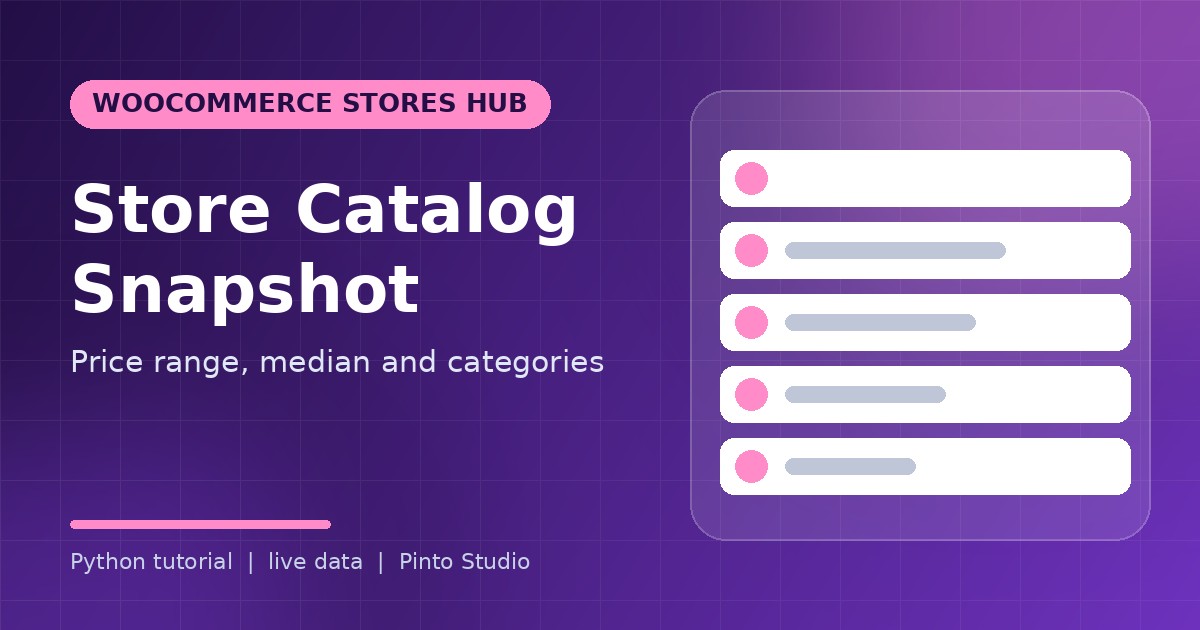 WOOCOMMERCE STORES HUB
Store Catalog
Snapshot
Price range, median and categories
Python tutorial | live data | Pinto Studio